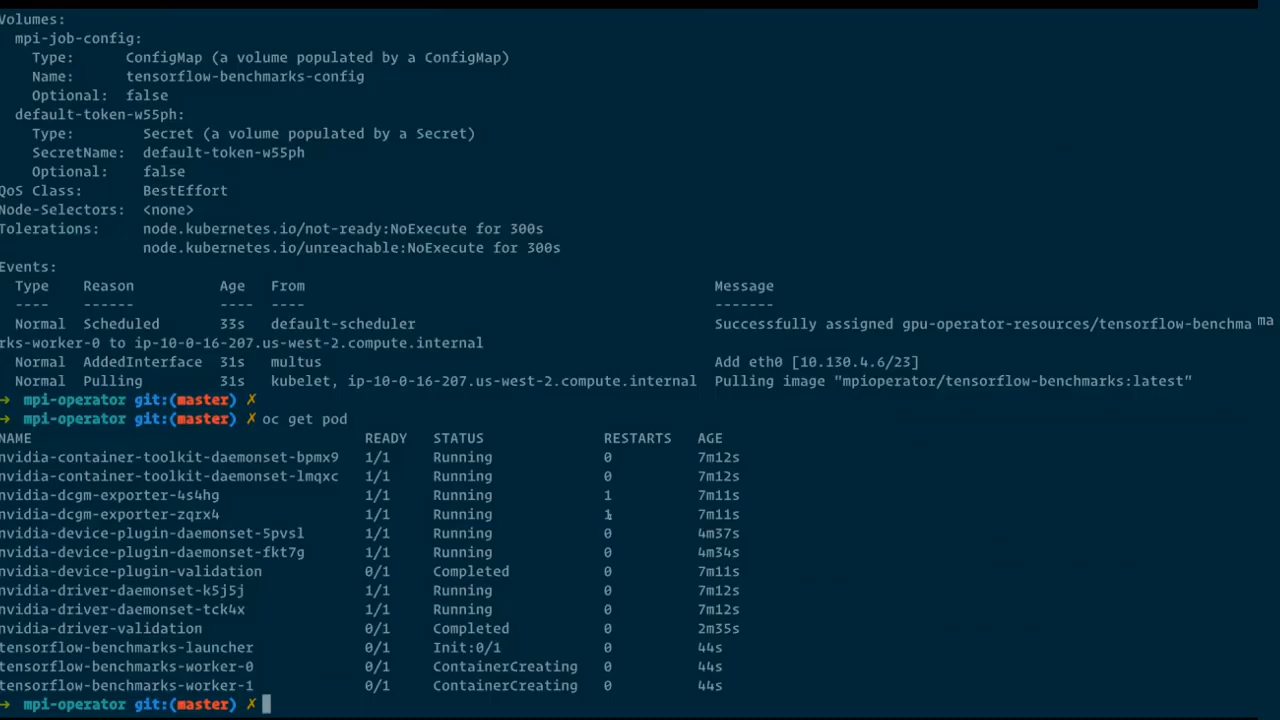 Volumes:
  mpi-job-config:
    Type:      ConfigMap (a volume populated by a ConfigMap)
    Name:      tensorflow-benchmarks-config
    Optional:  false
  default-token-w55ph:
    Type:        Secret (a volume populated by a Secret)
    SecretName:  default-token-w55ph
    Optional:    false
QoS Class:       BestEffort
Node-Selectors:  <none>
Tolerations:     node.kubernetes.io/not-ready:NoExecute for 300s
                 node.kubernetes.io/unreachable:NoExecute for 300s
Events:
  Type    Reason          Age   From                                                Message
  ----    ------          ----  ----                                                -------
  Normal  Scheduled       33s   default-scheduler                                   Successfully assigned gpu-operator-resources/tensorflow-benchma ma
rks-worker-0 to ip-10-0-16-207.us-west-2.compute.internal
  Normal  AddedInterface  31s   multus                                              Add eth0 [10.130.4.6/23]
  Normal  Pulling         31s   kubelet, ip-10-0-16-207.us-west-2.compute.internal  Pulling image "mpioperator/tensorflow-benchmarks:latest"
→ mpi-operator git:(master) ✗
→ mpi-operator git:(master) ✗ oc get pod
NAME                                       READY   STATUS              RESTARTS   AGE
nvidia-container-toolkit-daemonset-bpmx9   1/1     Running             0          7m12s
nvidia-container-toolkit-daemonset-lmqxc   1/1     Running             0          7m12s
nvidia-dcgm-exporter-4s4hg                 1/1     Running             1          7m11s
nvidia-dcgm-exporter-zqrx4                 1/1     Running             1          7m11s
nvidia-device-plugin-daemonset-5pvsl       1/1     Running             0          4m37s
nvidia-device-plugin-daemonset-fkt7g       1/1     Running             0          4m34s
nvidia-device-plugin-validation            0/1     Completed           0          7m11s
nvidia-driver-daemonset-k5j5j              1/1     Running             0          7m12s
nvidia-driver-daemonset-tck4x              1/1     Running             0          7m12s
nvidia-driver-validation                   0/1     Completed           0          2m35s
tensorflow-benchmarks-launcher             0/1     Init:0/1            0          44s
tensorflow-benchmarks-worker-0             0/1     ContainerCreating   0          44s
tensorflow-benchmarks-worker-1             0/1     ContainerCreating   0          44s
→ mpi-operator git:(master) ✗